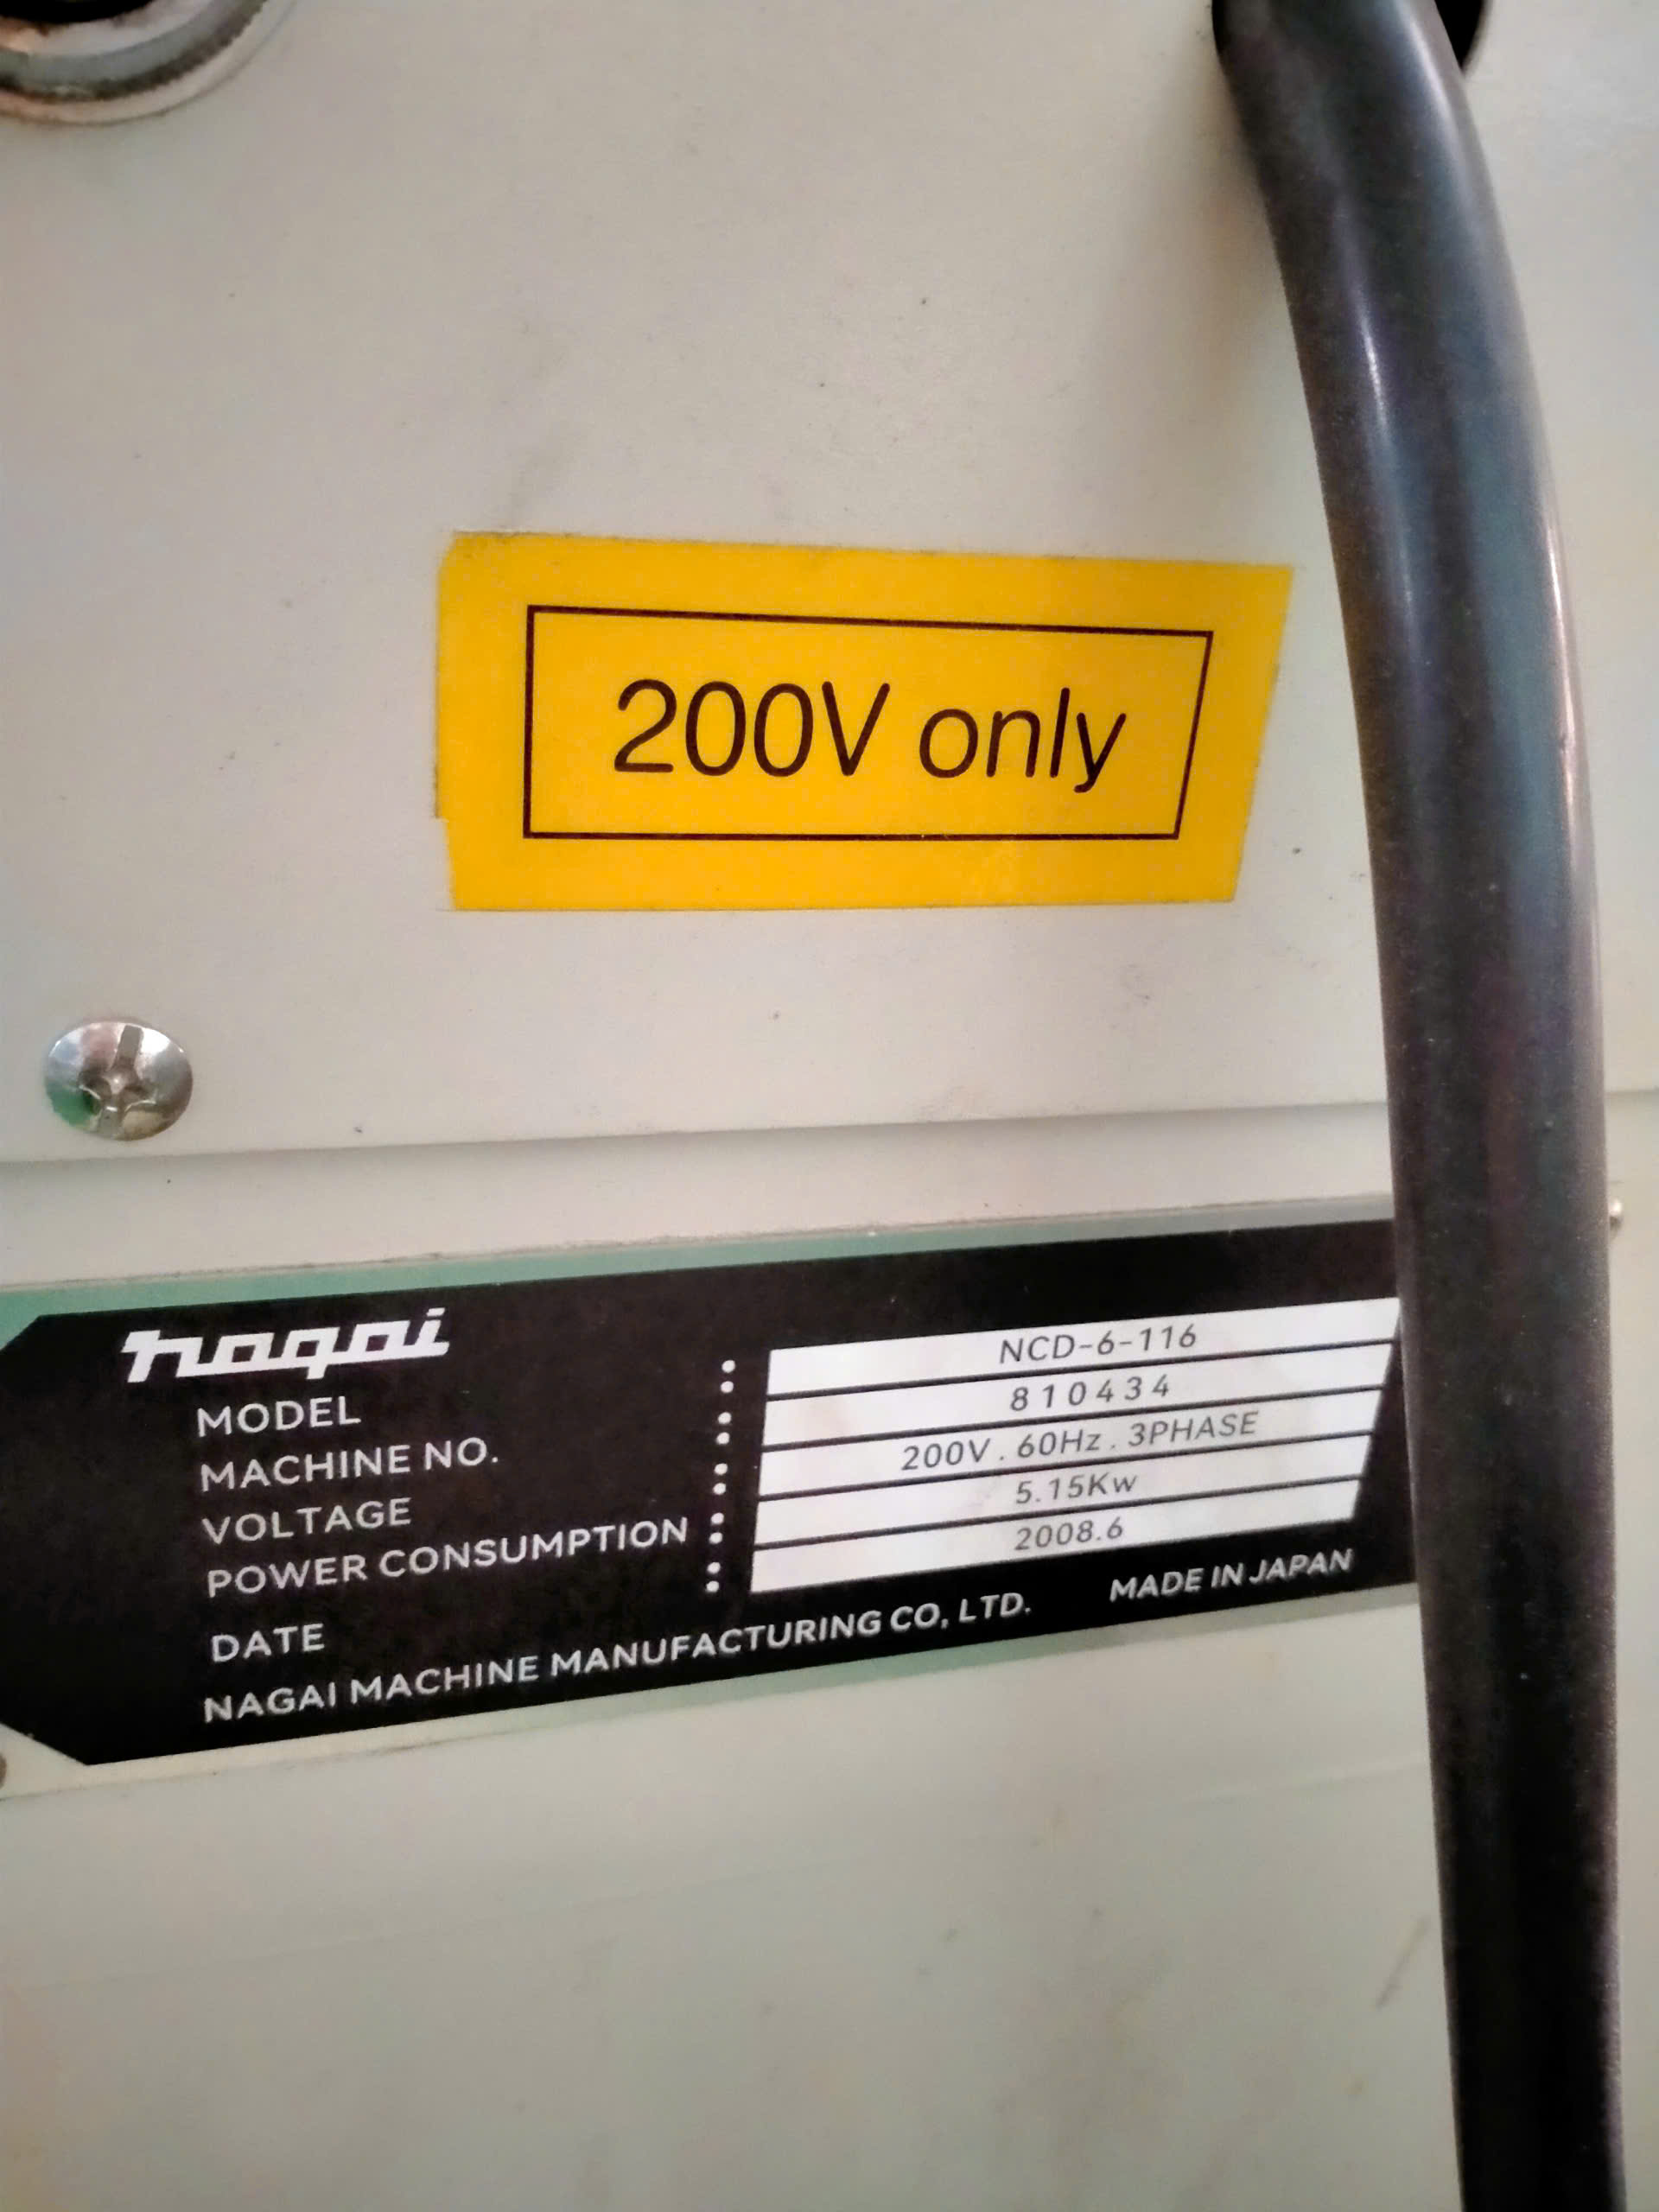 200V only
nagai
MODEL : NCD-6-116
MACHINE NO. : 810434
VOLTAGE : 200V . 60Hz . 3PHASE
POWER CONSUMPTION : 5.15Kw
DATE : 2008.6
NAGAI MACHINE MANUFACTURING CO, LTD. MADE IN JAPAN